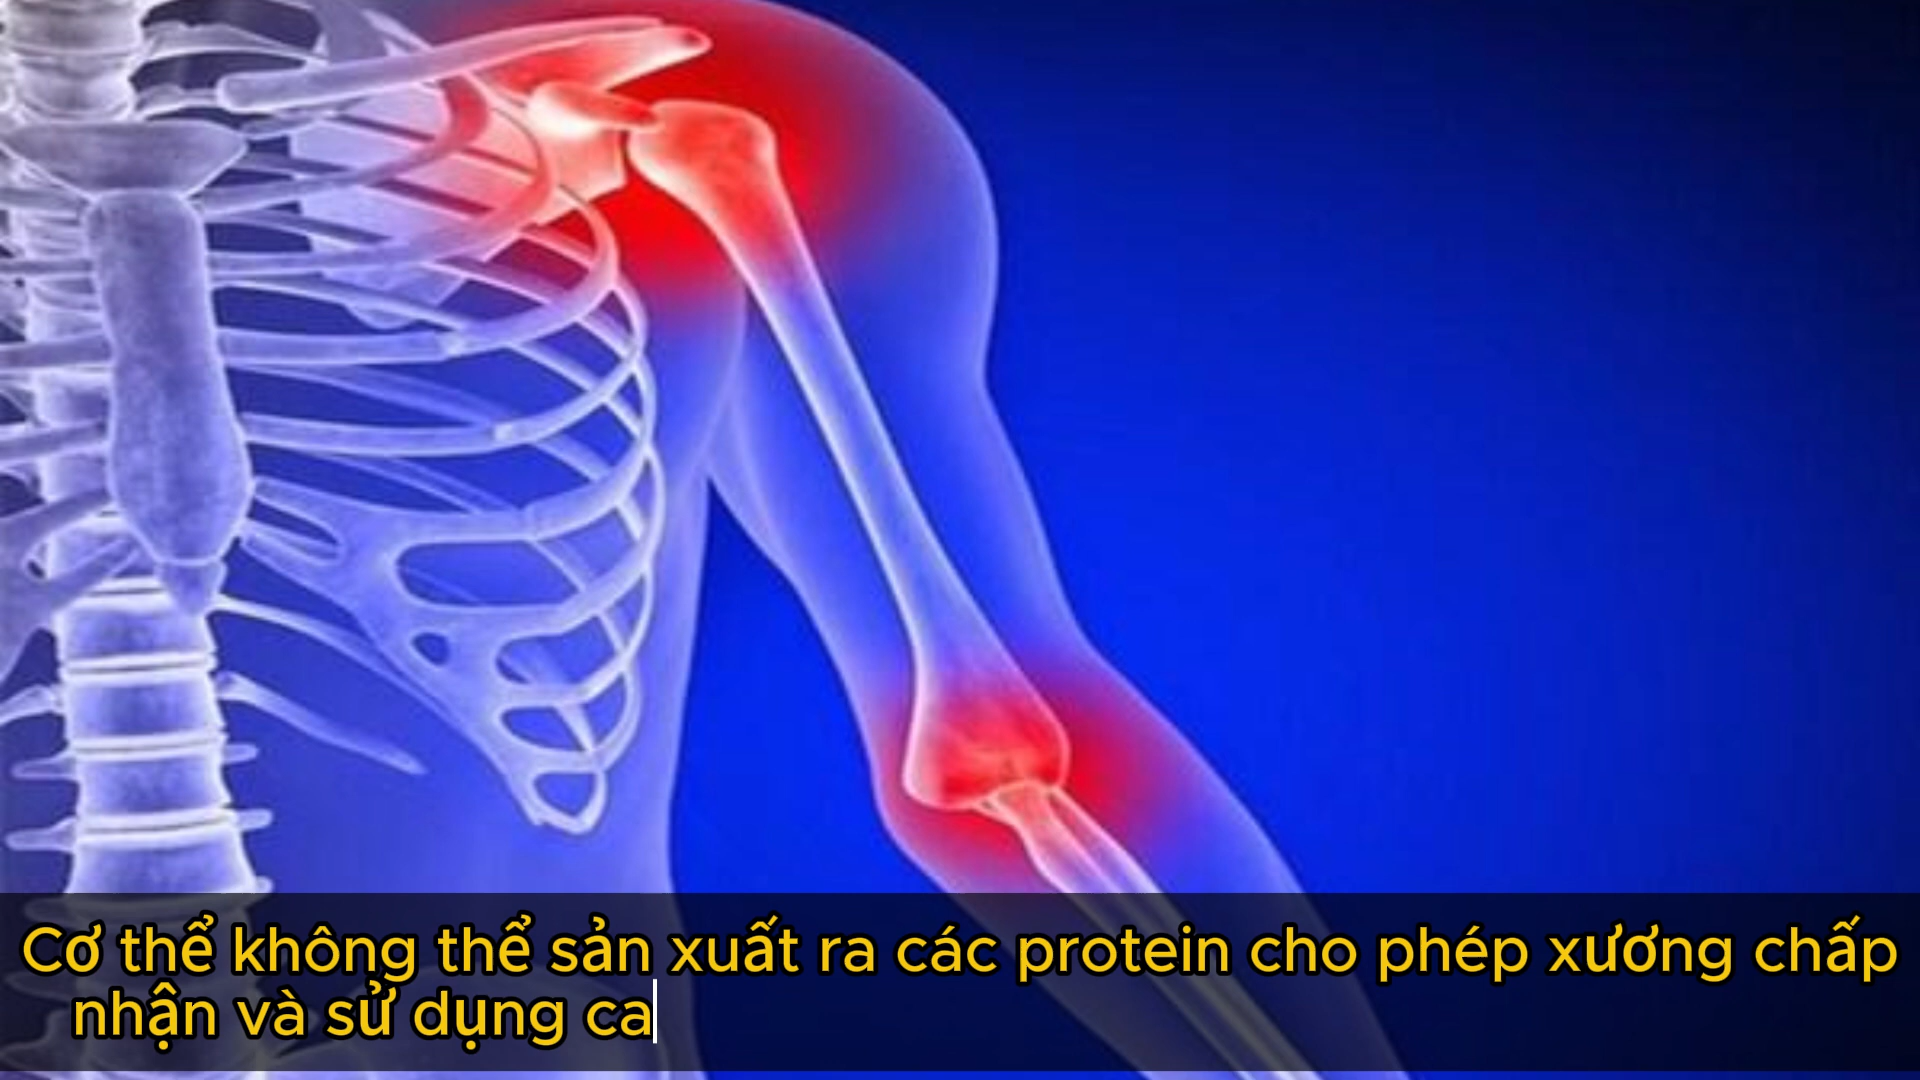 Cơ thể không thể sản xuất ra các protein cho phép xương chấp
nhận và sử dụng ca